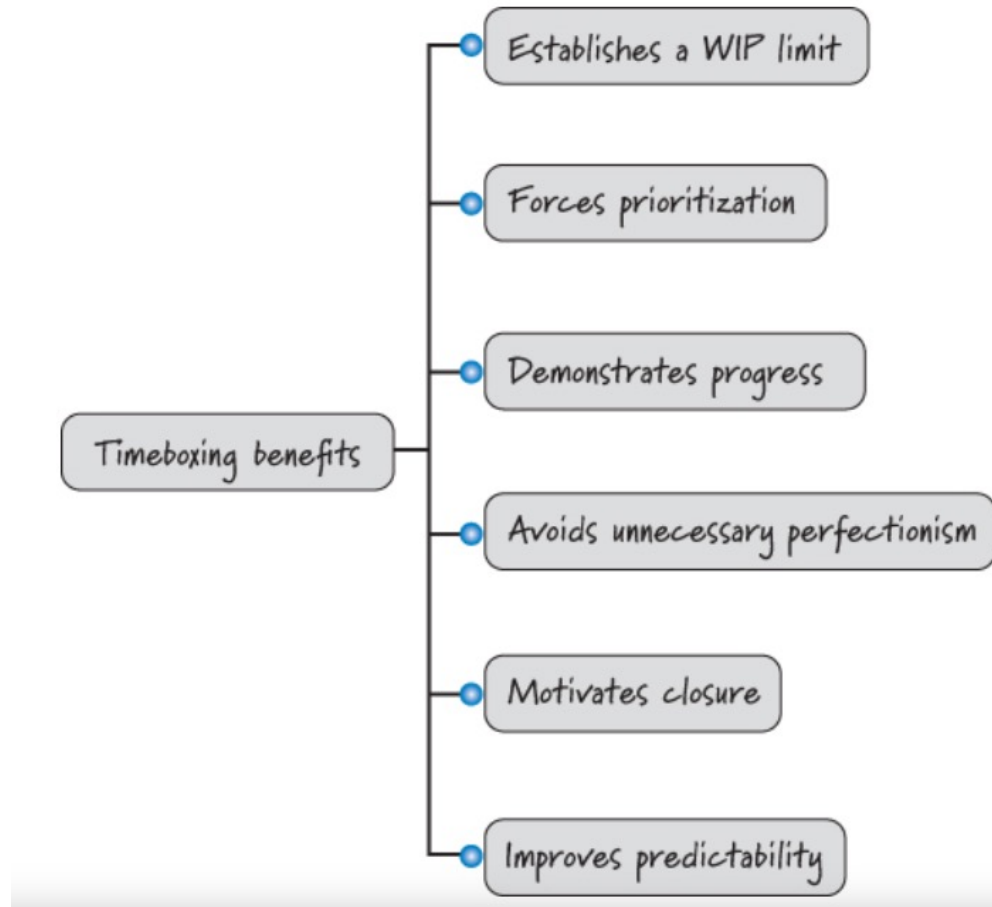 Establishes a WIP limit
Forces prioritization
Demonstrates progress
Timeboxing benefits
Avoids unnecessary perfectionism
Motivates closure
Improves predictability